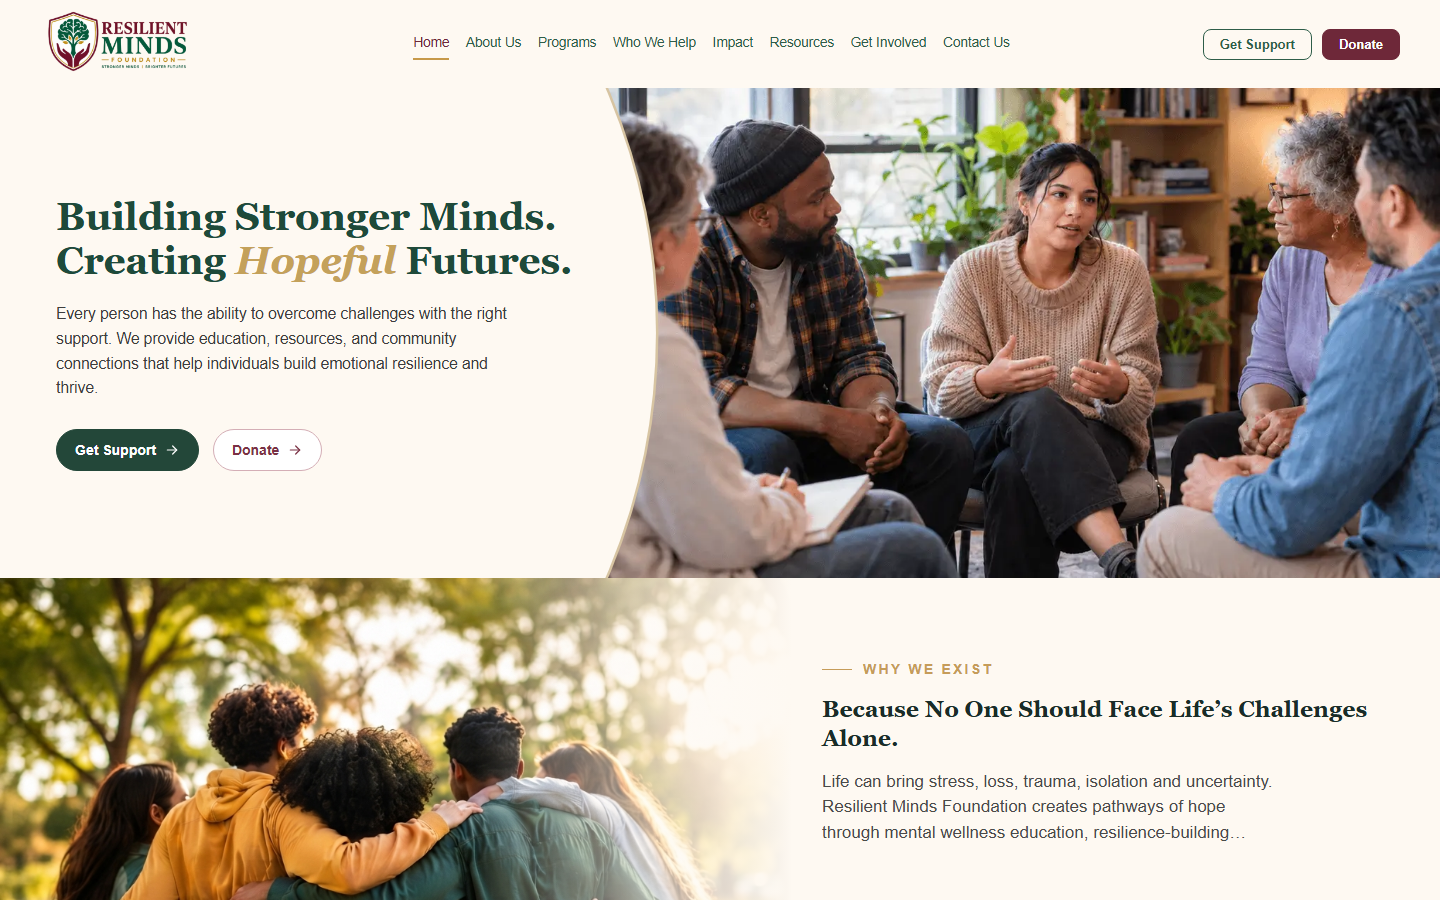 RESILIENT
MINDS
FOUNDATION
STRONGER MINDS | BRIGHTER FUTURES
Home
About Us
Programs
Who We Help
Impact
Resources
Get Involved
Contact Us
Get Support
Donate
Building Stronger Minds.
Creating Hopeful Futures.
Every person has the ability to overcome challenges with the right
support. We provide education, resources, and community
connections that help individuals build emotional resilience and
thrive.
Get Support →
Donate →
WHY WE EXIST
Because No One Should Face Life’s Challenges
Alone.
Life can bring stress, loss, trauma, isolation and uncertainty.
Resilient Minds Foundation creates pathways of hope
through mental wellness education, resilience-building…